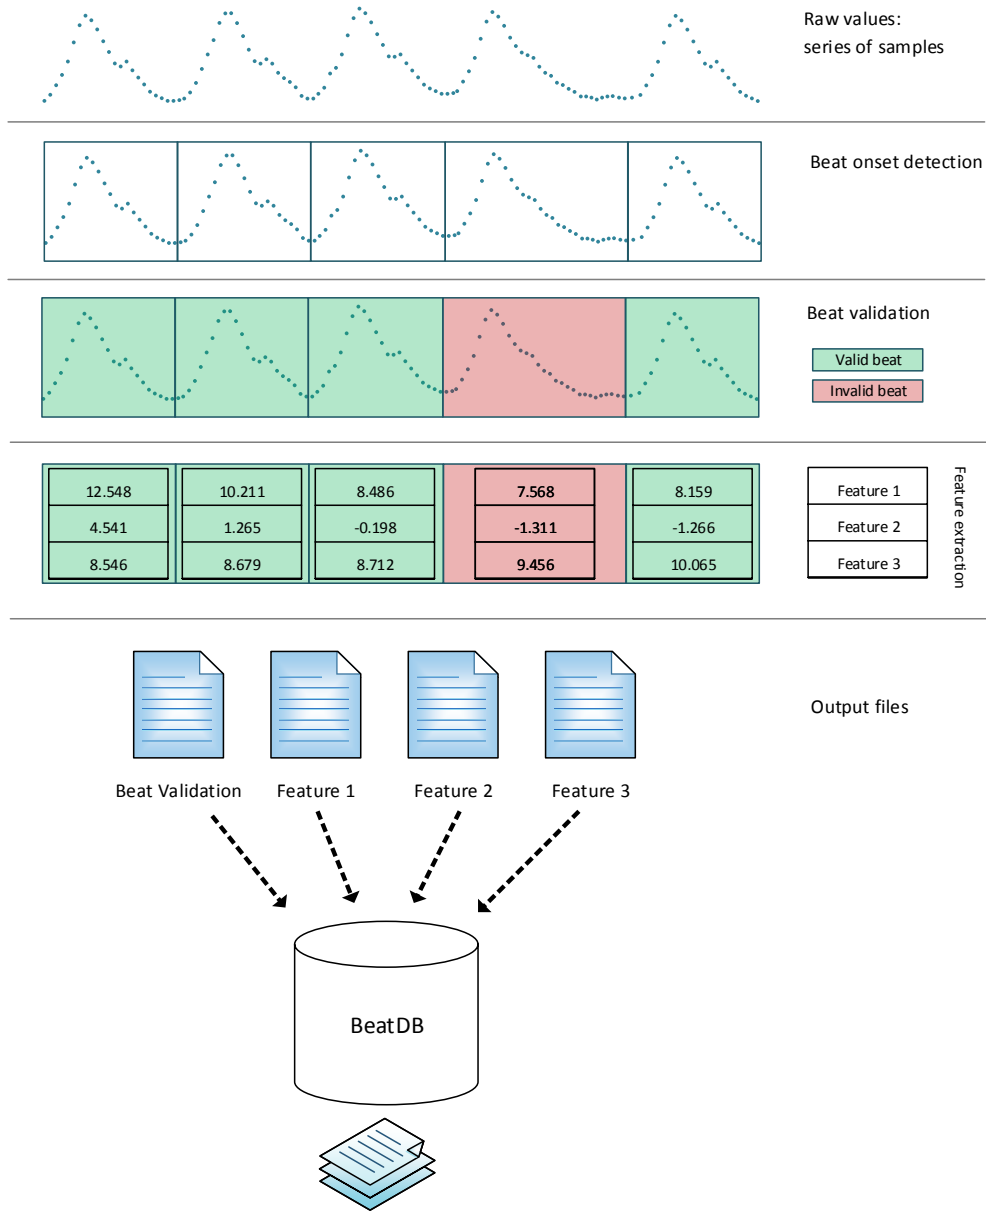 Raw values:
series of samples
Beat onset detection
Beat validation
Valid beat
Invalid beat
12.548 10.211 8.486 7.568 8.159 Feature 1
4.541 1.265 -0.198 -1.311 -1.266 Feature 2
8.546 8.679 8.712 9.456 10.065 Feature 3
Feature extraction
Output files
Beat Validation Feature 1 Feature 2 Feature 3
BeatDB